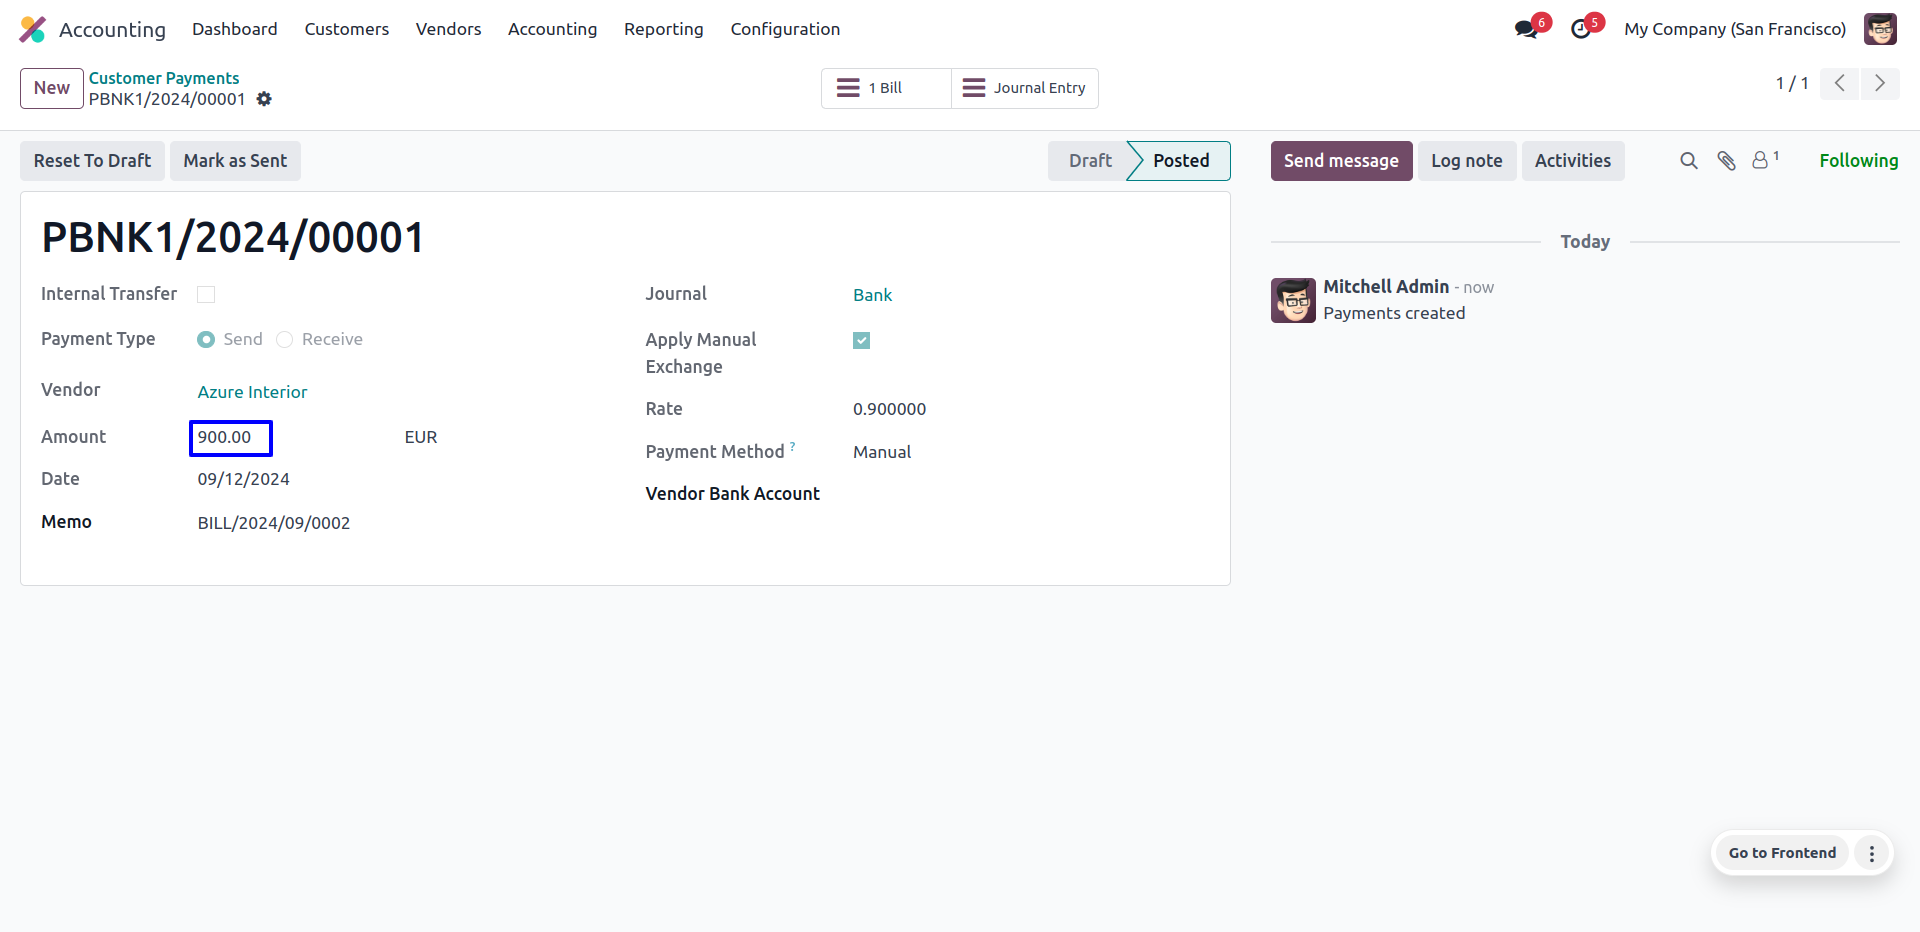 Accounting Dashboard Customers Vendors Accounting Reporting Configuration 6 5 My Company (San Francisco)
New Customer Payments
PBNK1/2024/00001
1 Bill Journal Entry 1 / 1
Reset To Draft Mark as Sent Draft Posted Send message Log note Activities 1 Following
PBNK1/2024/00001
Internal Transfer
Payment Type Send Receive
Vendor Azure Interior
Amount 900.00 EUR
Date 09/12/2024
Memo BILL/2024/09/0002
Journal Bank
Apply Manual
Exchange
Rate 0.900000
Payment Method ? Manual
Vendor Bank Account
Today
Mitchell Admin - now
Payments created
Go to Frontend